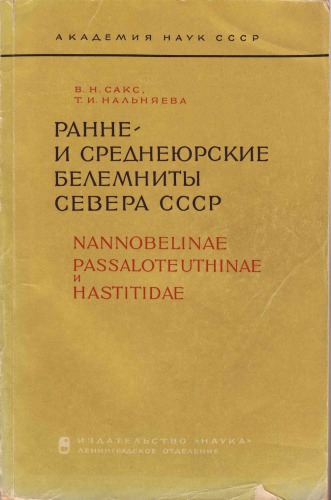 АКАДЕМИЯ НАУК СССР
В. Н. САКС,
Т. И. НАЛЬНЯЕВА
РАННЕ-
И СРЕДНЕЮРСКИЕ
БЕЛЕМНИТЫ
СЕВЕРА СССР
NANNOBELINAE
PASSALOTEUTHINAE
И
HASTITIDAE
ИЗДАТЕЛЬСТВО «НАУКА»
ЛЕНИНГРАДСКОЕ ОТДЕЛЕНИЕ